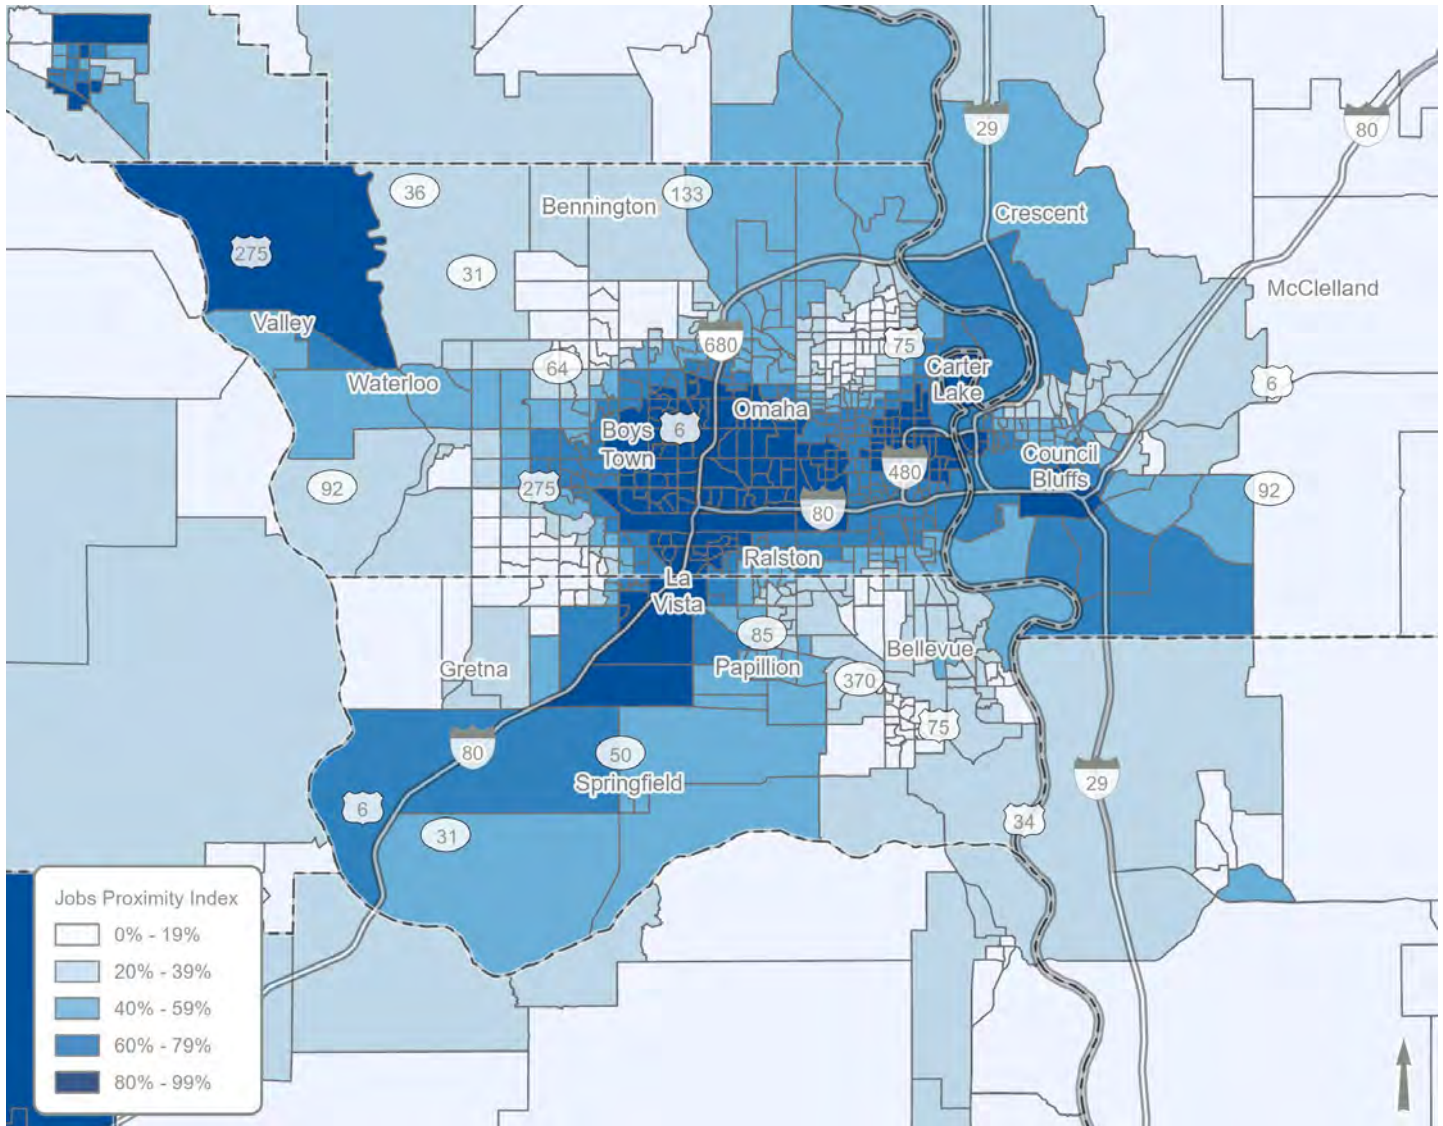 29
80
36
133
Bennington
Crescent
275
31
McClelland
Valley
680
75
64
Carter
Lake
Waterloo
6
Omaha
Boys
Town
6
Council
Bluffs
480
92
275
92
80
Ralston
La
Vista
85
Bellevue
Gretna
Papillion
370
75
80
50
Springfield
29
6
31
34
Jobs Proximity Index
0% - 19%
20% - 39%
40% - 59%
60% - 79%
80% - 99%